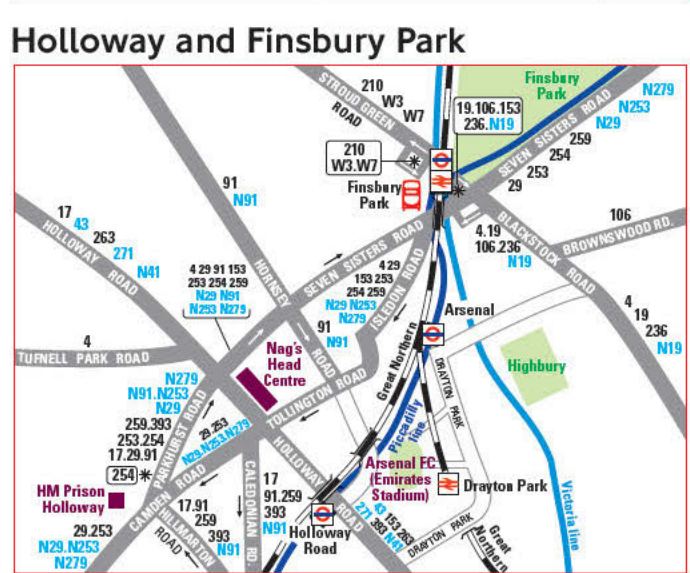 Holloway and Finsbury Park
STROUD GREEN
ROAD
210
W3
W7
19.106.153
236.N19
Finsbury
Park
SEVEN SISTERS ROAD
N279
N253
N29
259
254
253
29
210
W3.W7
Finsbury
Park
91
N91
17
43
263
271
N41
HOLLOWAY ROAD
4 29 91 153
253 254 259
N29 N91
N253 N279
HORNSEY
ROAD
SEVEN SISTERS ROAD
4 29
153 253
254 259
N29 N253
N279
ISLEDON ROAD
BLACKSTOCK ROAD
4.19
106.236
N19
106
BROWNSWOOD RD.
4
19
236
N19
4
TUFNELL PARK ROAD
91
N91
Nag's
Head
Centre
TOLLINGTON ROAD
Great Northern
Arsenal
Highbury
DRAYTON
PARK
Piccadilly
line
N279
N91.N253
N29
259.393
253.254
17.29.91
254
PARKHURST ROAD
29.253
N29.N253.N279
HM Prison
Holloway
CAMDEN ROAD
29.253
N29.N253
N279
HILLMARTON
ROAD
17.91
259
393
N91
CALEDONIAN RD.
HOLLOWAY
ROAD
17
91.259
393
N91
Holloway
Road
Arsenal FC
(Emirates
Stadium)
43 153 263
271 393 N41
Drayton Park
DRAYTON PARK
Great
Northern
Victoria line